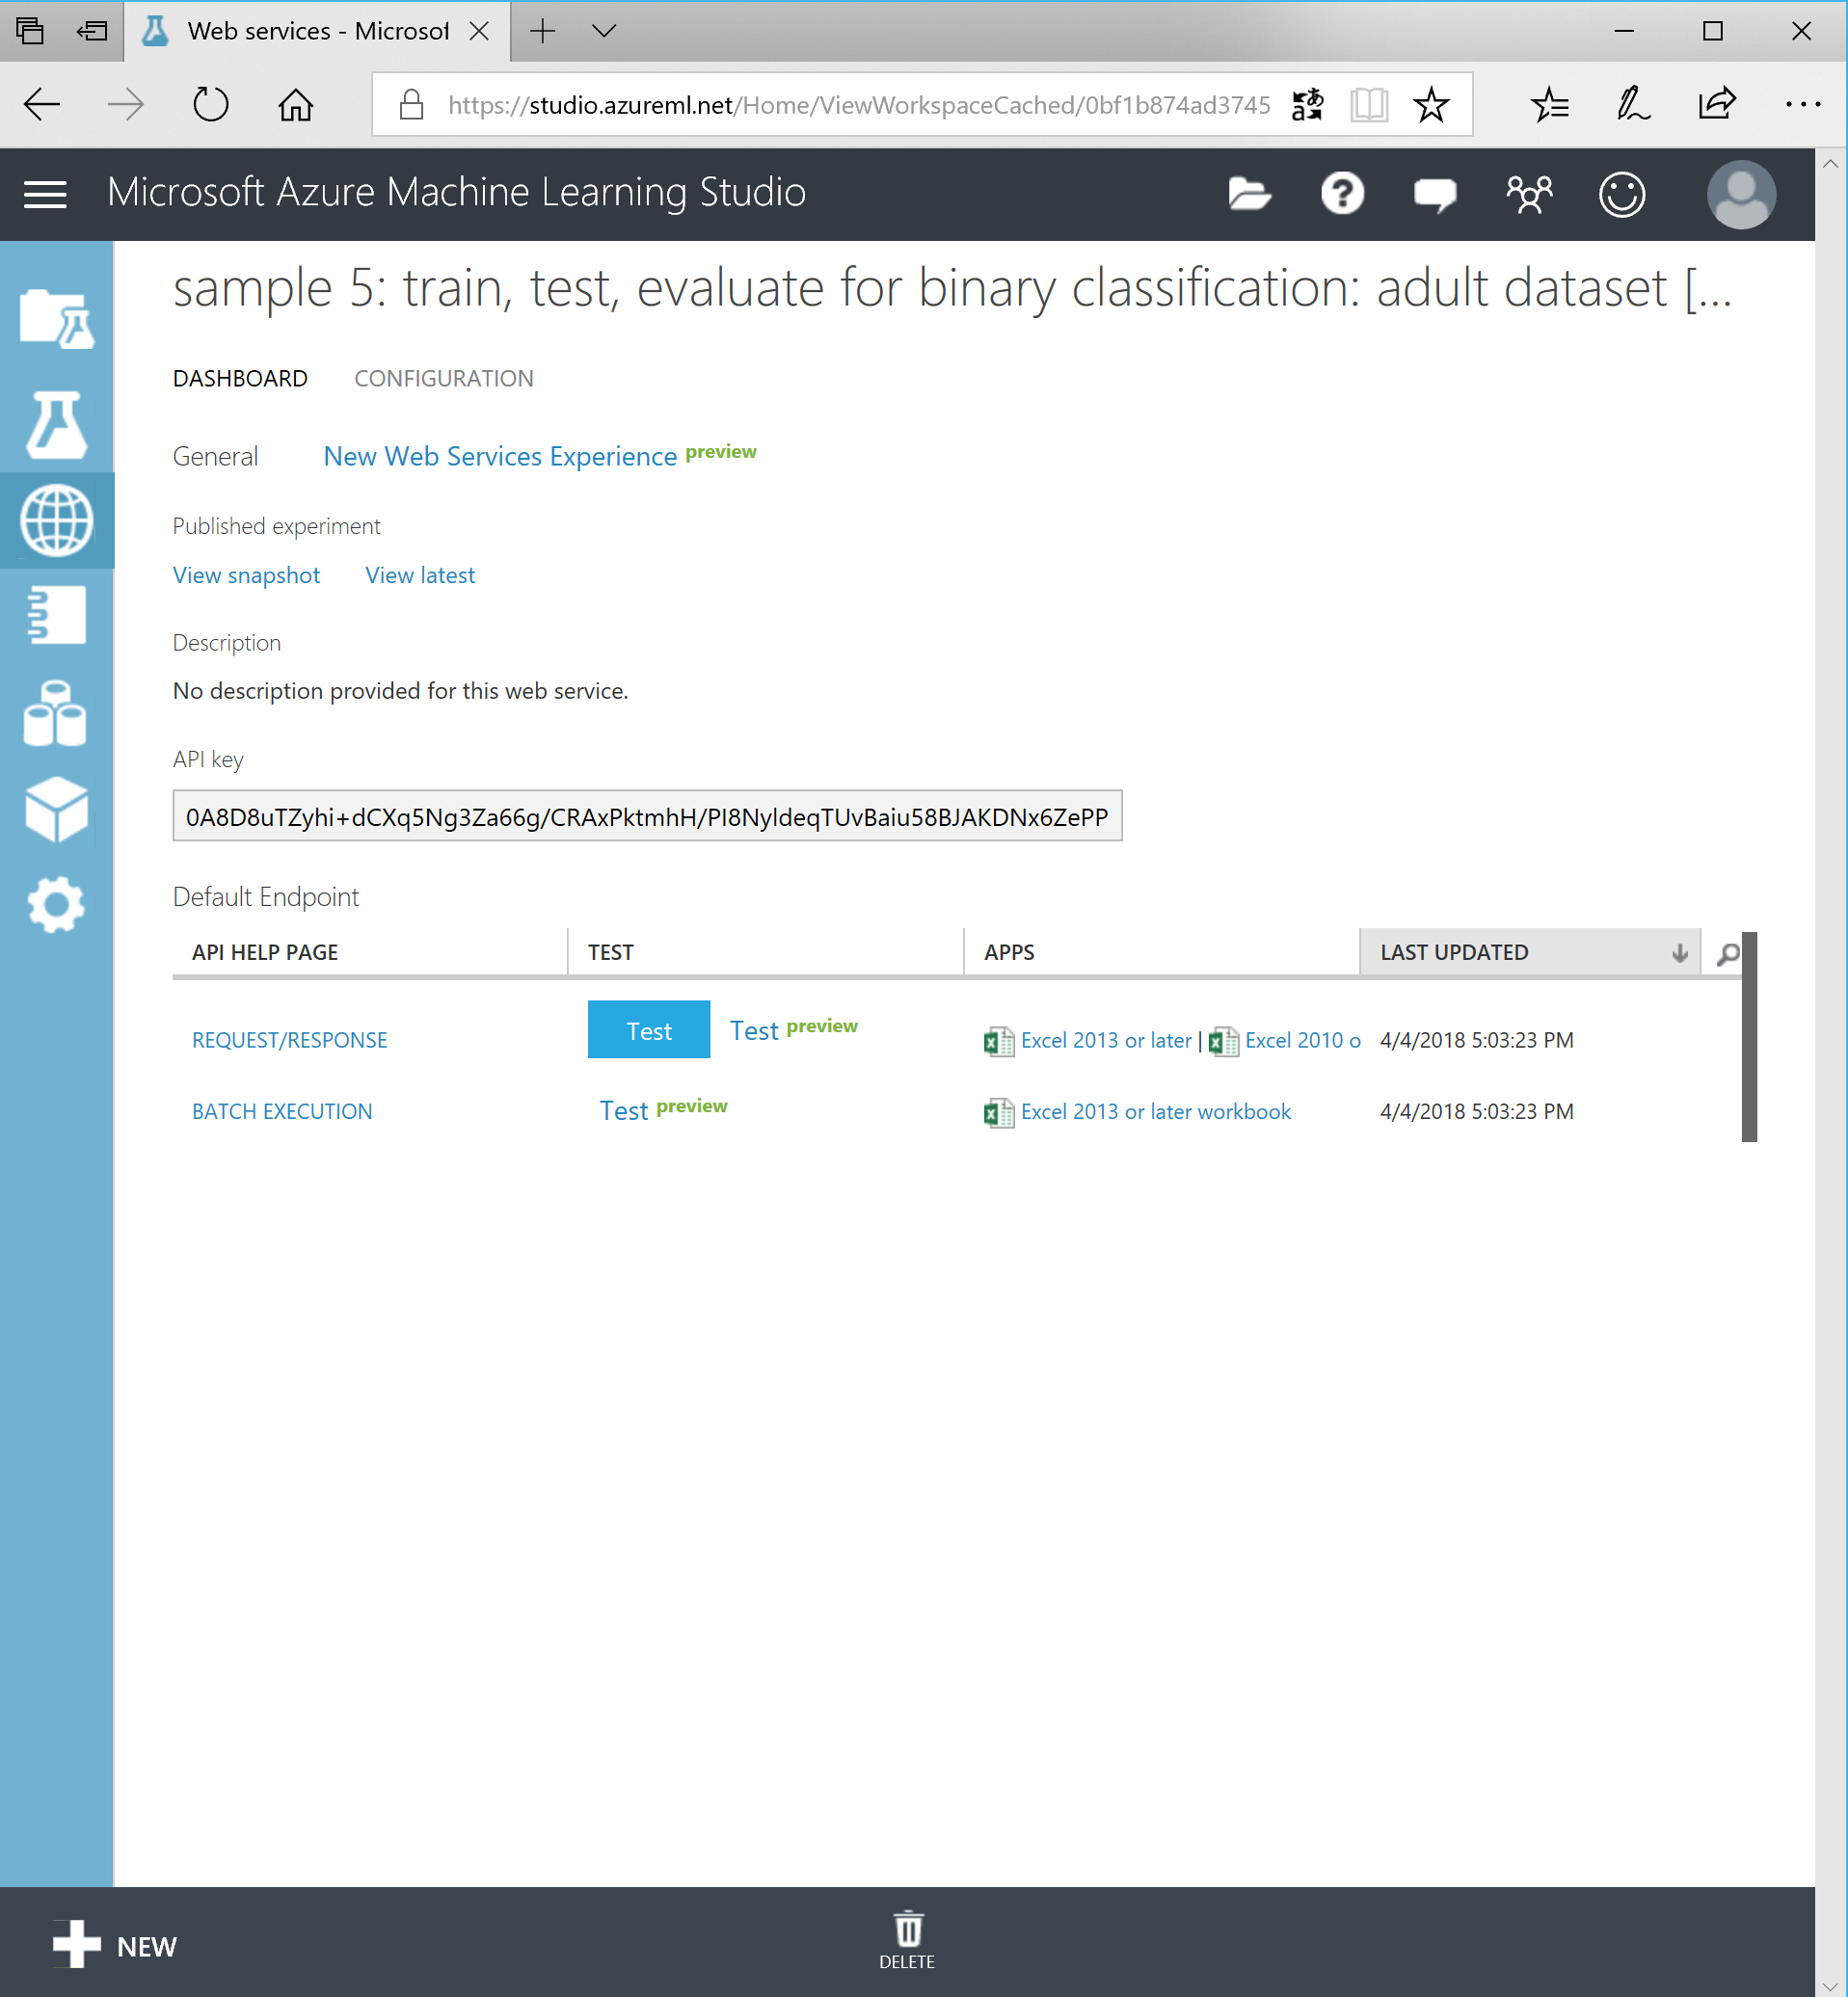 Web services - Microsof
https://studio.azureml.net/Home/ViewWorkspaceCached/0bf1b874ad3745
Microsoft Azure Machine Learning Studio
sample 5: train, test, evaluate for binary classification: adult dataset [...
DASHBOARD CONFIGURATION
General New Web Services Experience preview
Published experiment
View snapshot View latest
Description
No description provided for this web service.
API key
0A8D8uTZyhi+dCXq5Ng3Za66g/CRAxPktmhH/PI8NyldeqTUvBaiu58BJAKDNx6ZePP
Default Endpoint
API HELP PAGE TEST APPS LAST UPDATED
REQUEST/RESPONSE Test Test preview Excel 2013 or later | Excel 2010 o 4/4/2018 5:03:23 PM
BATCH EXECUTION Test preview Excel 2013 or later workbook 4/4/2018 5:03:23 PM
NEW
DELETE